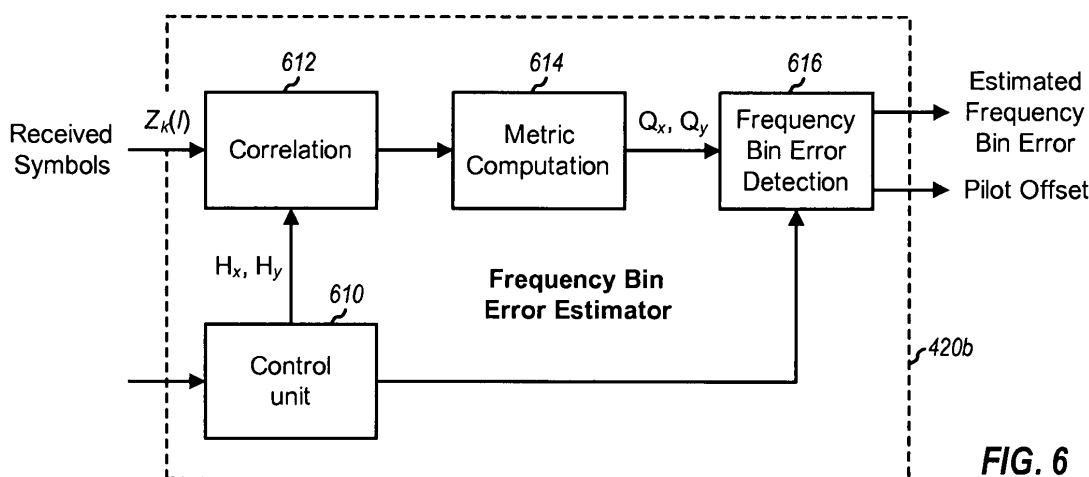 612
614
616
Received
Symbols
Zk(l)
Correlation
Metric
Computation
Qx, Qy
Frequency
Bin Error
Detection
Estimated
Frequency
Bin Error
Pilot Offset
Hx, Hy
610
Frequency Bin
Error Estimator
Control
unit
420b
FIG. 6